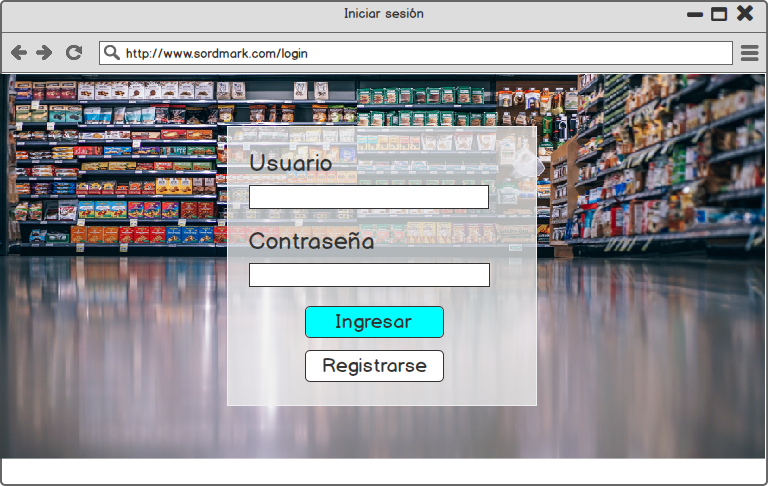 Iniciar sesión
http://www.sordmark.com/login
Usuario
Contraseña
Ingresar
Registrarse